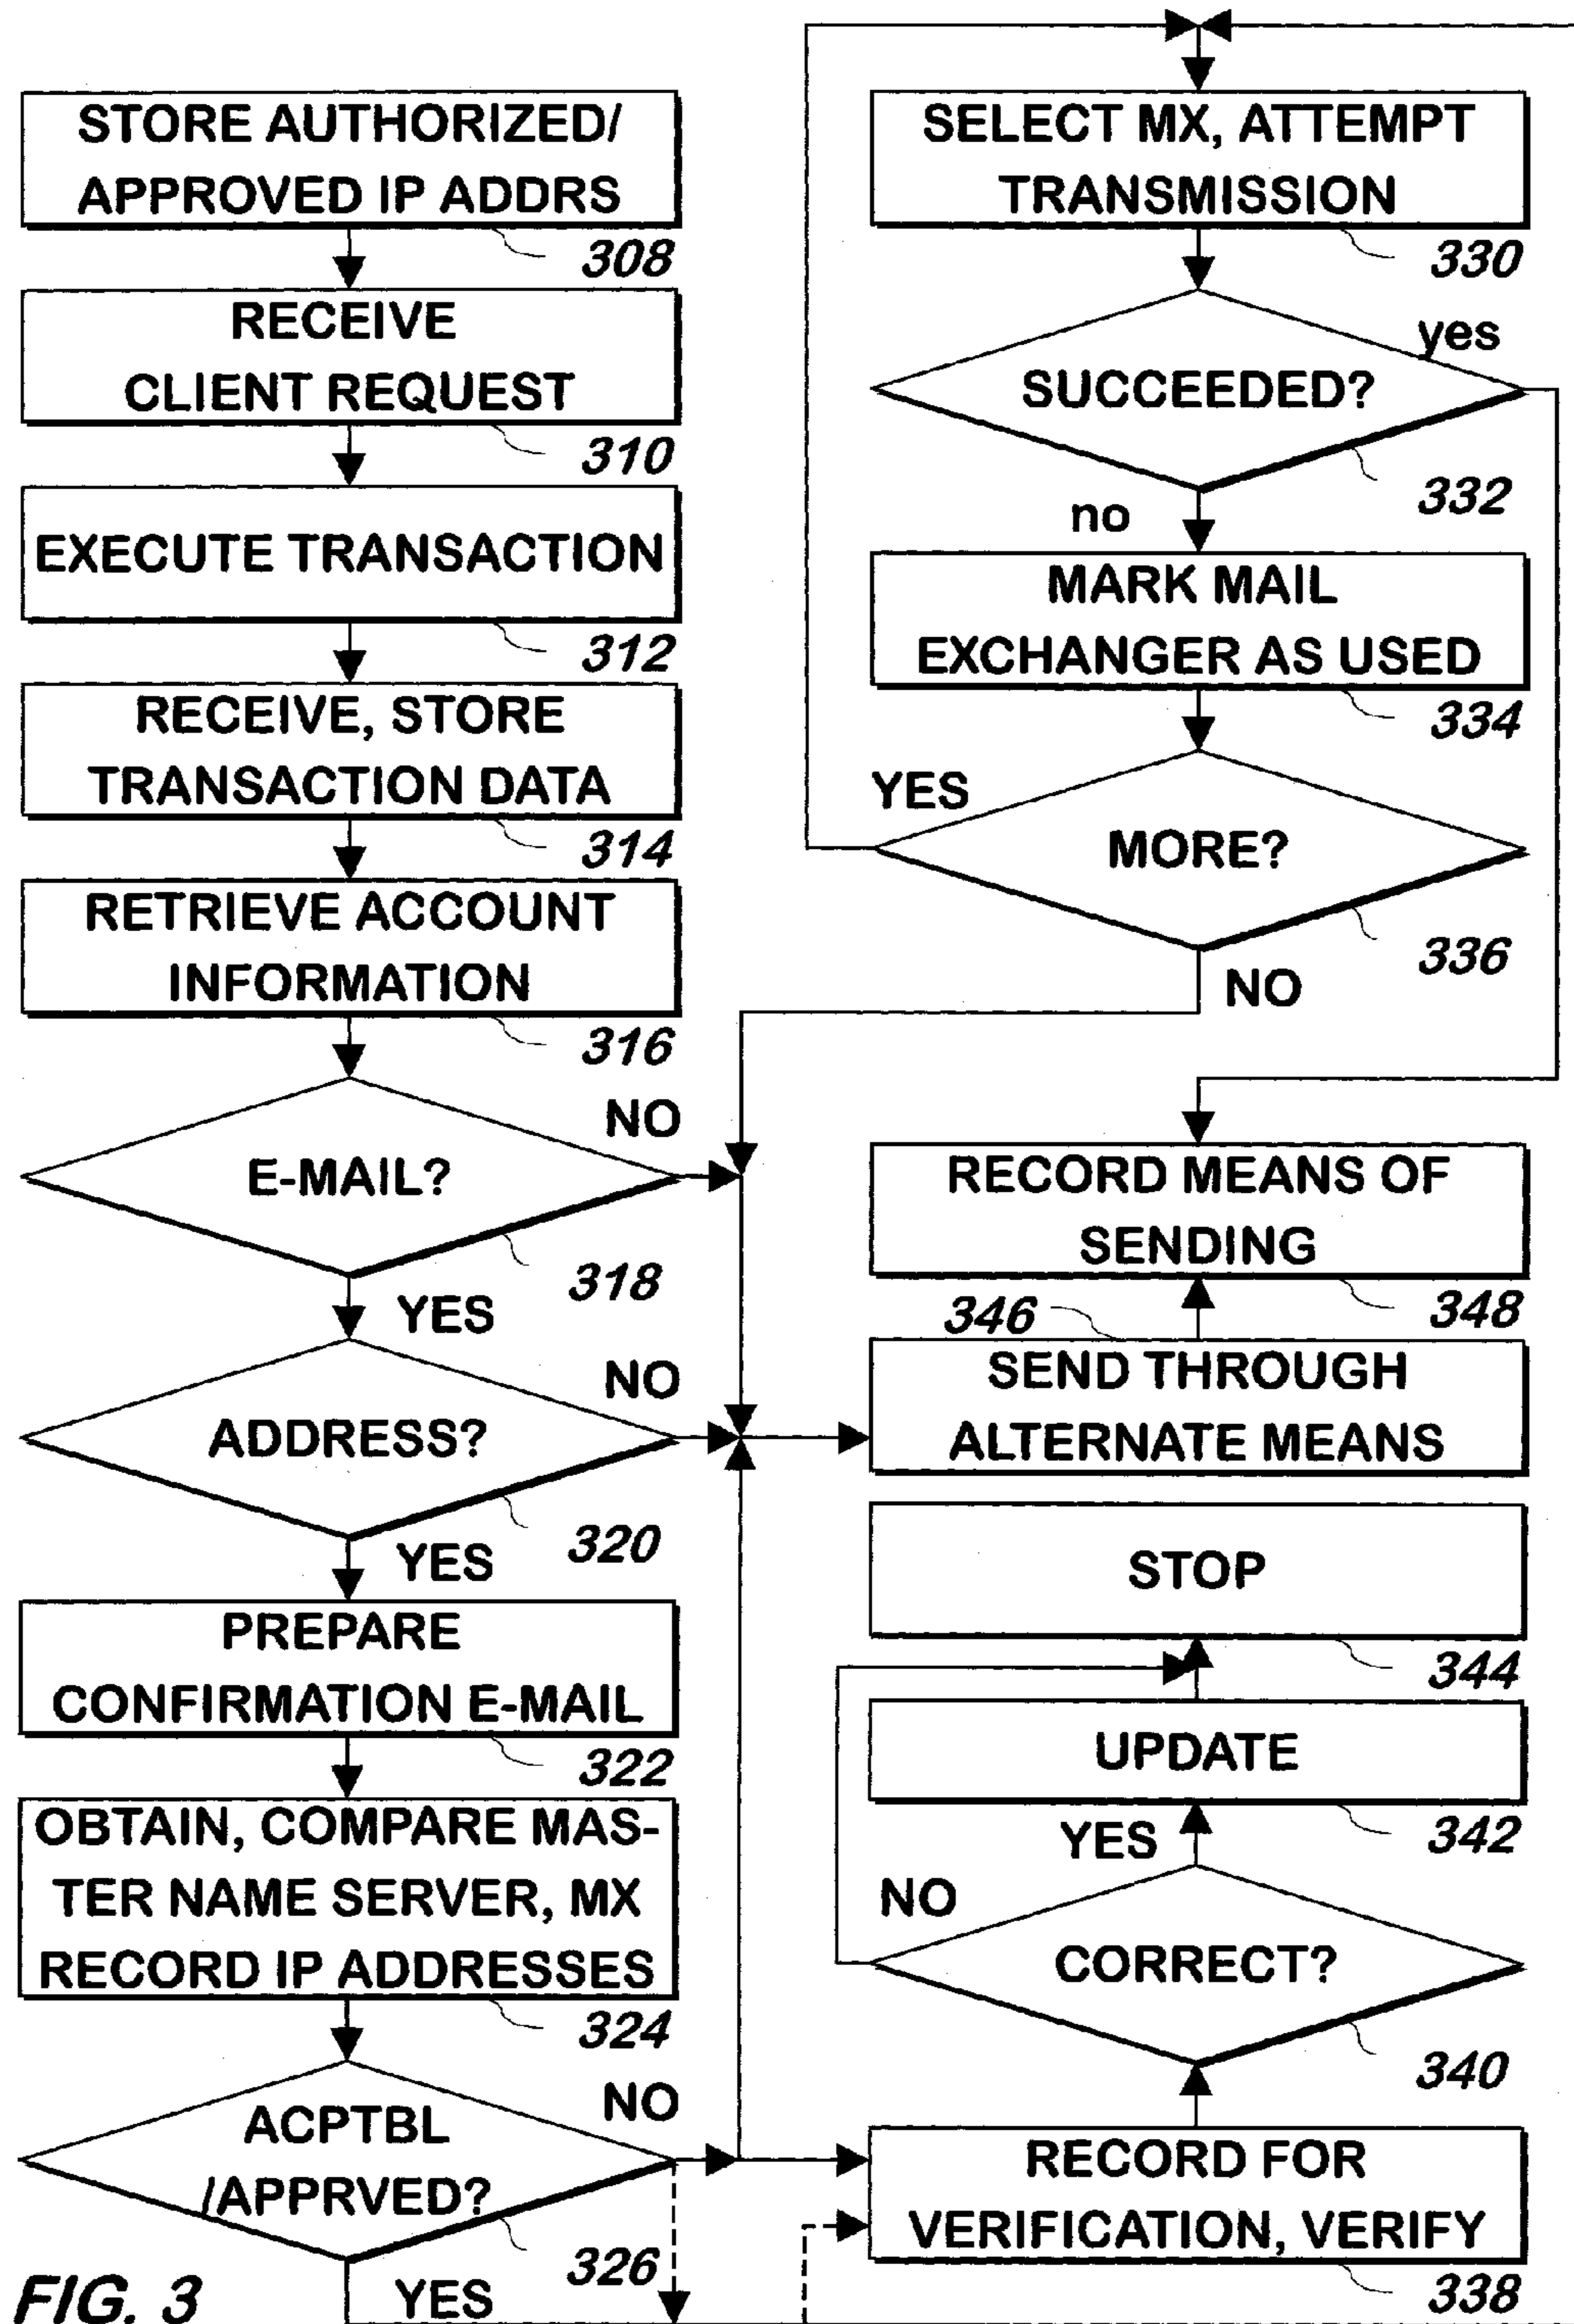 STORE AUTHORIZED/
APPROVED IP ADDRS
308
RECEIVE
CLIENT REQUEST
310
EXECUTE TRANSACTION
312
RECEIVE, STORE
TRANSACTION DATA
314
RETRIEVE ACCOUNT
INFORMATION
316
NO
E-MAIL?
318
YES
NO
ADDRESS?
320
YES
PREPARE
CONFIRMATION E-MAIL
322
OBTAIN, COMPARE MAS-
TER NAME SERVER, MX
RECORD IP ADDRESSES
324
NO
ACPTBL
/APPRVED?
326
YES
FIG. 3
SELECT MX, ATTEMPT
TRANSMISSION
330
yes
SUCCEEDED?
332
no
MARK MAIL
EXCHANGER AS USED
334
YES
MORE?
336
NO
RECORD MEANS OF
SENDING
348
346
SEND THROUGH
ALTERNATE MEANS
STOP
344
UPDATE
342
YES
NO
CORRECT?
340
RECORD FOR
VERIFICATION, VERIFY
338